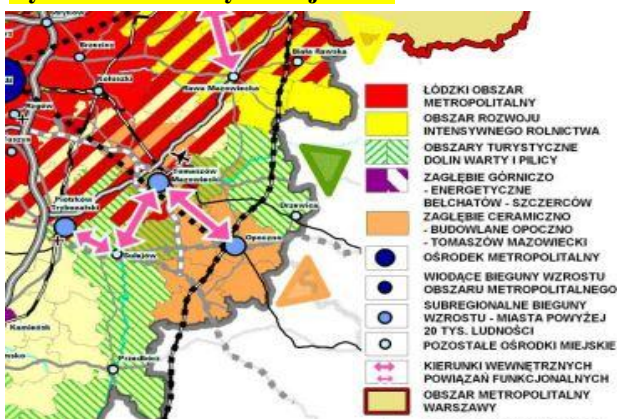 Biała Rawska
Brzeziny
Koluszki
Rawa Mazowiecka
Rogów
Tomaszów Mazowiecki
Piotrków Trybunalski
Drzewica
Opoczno
Sulejów
Kamieńsk
Przedbórz
ŁÓDZKI OBSZAR
METROPOLITALNY
OBSZAR ROZWOJU
INTENSYWNEGO ROLNICTWA
OBSZARY TURYSTYCZNE
DOLIN WARTY I PILICY
ZAGŁĘBIE GÓRNICZO
- ENERGETYCZNE
BEŁCHATÓW - SZCZERCÓW
ZAGŁĘBIE CERAMICZNO
- BUDOWLANE OPOCZNO
- TOMASZÓW MAZOWIECKI
OŚRODEK METROPOLITALNY
WIODĄCE BIEGUNY WZROSTU
OBSZARU METROPOLITALNEGO
SUBREGIONALNE BIEGUNY
WZROSTU - MIASTA POWYŻEJ
20 TYS. LUDNOŚCI
POZOSTAŁE OŚRODKI MIEJSKIE
KIERUNKI WEWNĘTRZNYCH
POWIĄZAŃ FUNKCJONALNYCH
OBSZAR METROPOLITALNY
WARSZAWY